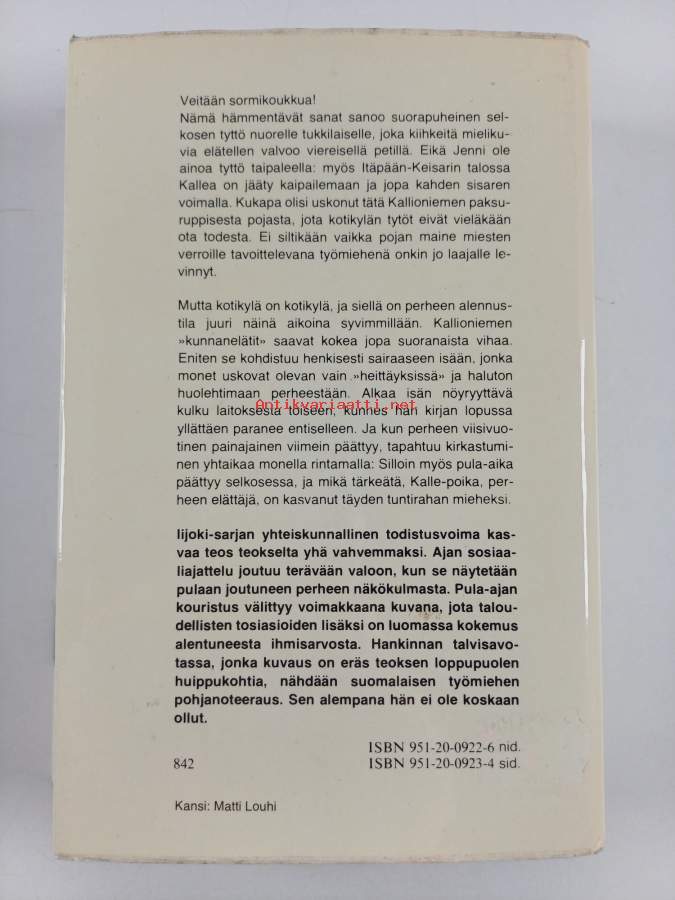 Veitään sormikoukkua!
Nämä hämmentävät sanat sanoo suorapuheinen sel-
kosen tyttö nuorelle tukkilaiselle, joka kiihkeitä mieliku-
via elätellen valvoo viereisellä petillä. Eikä Jenni ole
ainoa tyttö taipaleella: myös Itäpään-Keisarin talossa
Kallea on jääty kaipailemaan ja jopa kahden sisaren
voimalla. Kukapa olisi uskonut tätä Kallioniemen paksu-
ruppisesta pojasta, jota kotikylän tytöt eivät vieläkään
ota todesta. Ei siltikään vaikka pojan maine miesten
verroille tavoittelevana työmiehenä onkin jo laajalle le-
vinnyt.
Mutta kotikylä on kotikylä, ja siellä on perheen alennus-
tila juuri näinä aikoina syvimmillään. Kallioniemen
»kunnanelätit» saavat kokea jopa suoranaista vihaa.
Eniten se kohdistuu henkisesti sairaaseen isään, jonka
monet uskovat olevan vain »heittäyksissä» ja haluton
huolehtimaan perheestään. Alkaa isän nöyryyttävä
Antikvariaatti.net
kulku laitoksesta toiseen, kunnes hän kirjan lopussa
yllättäen paranee entiselleen. Ja kun perheen viisivuo-
tinen painajainen viimein päättyy, tapahtuu kirkastumi-
nen yhtaikaa monella rintamalla: Silloin myös pula-aika
päättyy selkosessa, ja mikä tärkeätä, Kalle-poika, per-
heen elättäjä, on kasvanut täyden tuntirahan mieheksi.
Iijoki-sarjan yhteiskunnallinen todistusvoima kas-
vaa teos teokselta yhä vahvemmaksi. Ajan sosiaa-
liajattelu joutuu terävään valoon, kun se näytetään
pulaan joutuneen perheen näkökulmasta. Pula-ajan
kouristus välittyy voimakkaana kuvana, jota talou-
dellisten tosiasioiden lisäksi on luomassa kokemus
alentuneesta ihmisarvosta. Hankinnan talvisavo-
tassa, jonka kuvaus on eräs teoksen loppupuolen
huippukohtia, nähdään suomalaisen työmiehen
pohjanoteeraus. Sen alempana hän ei ole koskaan
ollut.
ISBN 951-20-0922-6 nid.
842 ISBN 951-20-0923-4 sid.
Kansi: Matti Louhi